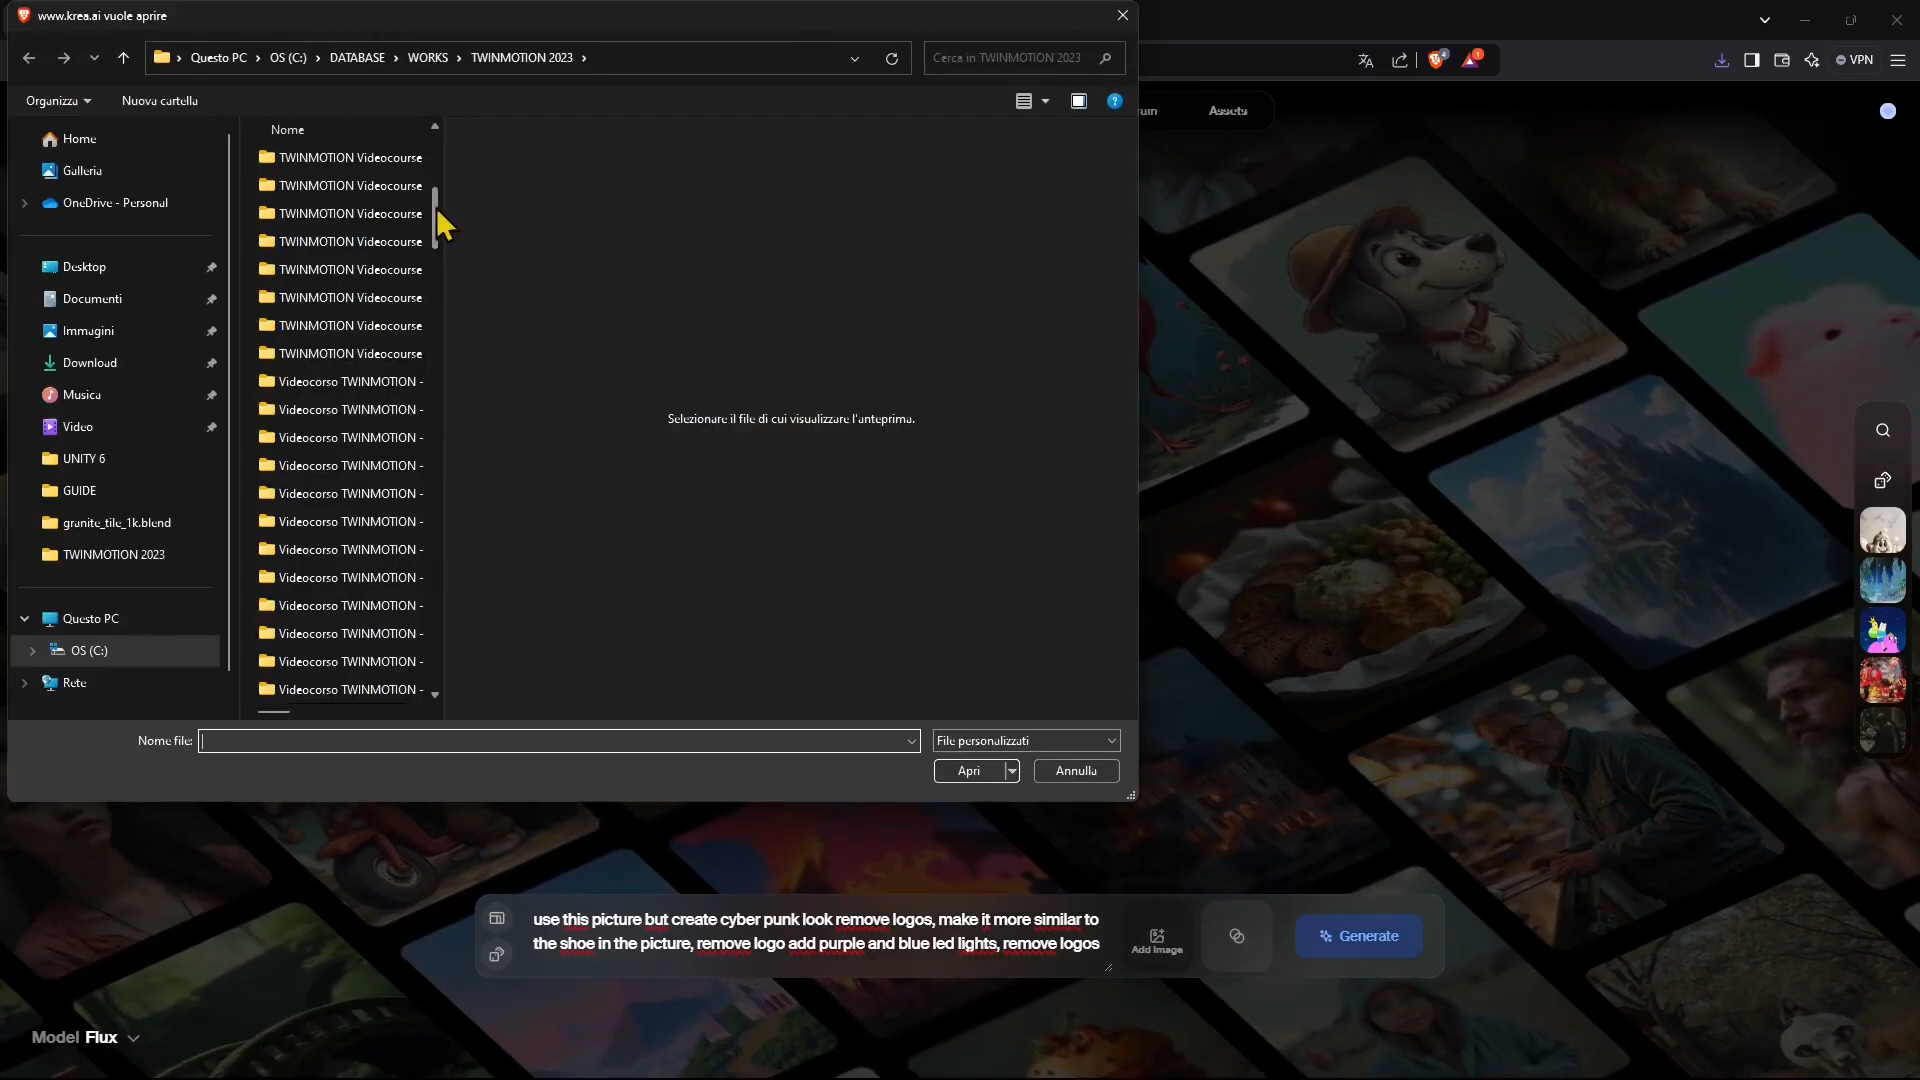 www.krea.ai vuole aprire
Questo PC > OS (C:) > DATABASE > WORKS > TWINMOTION 2023 >
Cerca in TWINMOTION 2023
4
1
VPN
Organizza
Nuova cartella
Assets
Home
Galleria
OneDrive - Personal
Desktop
Documenti
Immagini
Download
Musica
Video
UNITY 6
GUIDE
granite_tile_1k.blend
TWINMOTION 2023
Questo PC
OS (C:)
Rete
Nome
TWINMOTION Videocourse
TWINMOTION Videocourse
TWINMOTION Videocourse
TWINMOTION Videocourse
TWINMOTION Videocourse
TWINMOTION Videocourse
TWINMOTION Videocourse
TWINMOTION Videocourse
Videocorso TWINMOTION -
Videocorso TWINMOTION -
Videocorso TWINMOTION -
Videocorso TWINMOTION -
Videocorso TWINMOTION -
Videocorso TWINMOTION -
Videocorso TWINMOTION -
Videocorso TWINMOTION -
Videocorso TWINMOTION -
Videocorso TWINMOTION -
Videocorso TWINMOTION -
Videocorso TWINMOTION -
Selezionare il file di cui visualizzare l'anteprima.
Nome file:
File personalizzati
Apri
Annulla
use this picture but create cyber punk look remove logos, make it more similar to
the shoe in the picture, remove logo add purple and blue led lights, remove logos
Add Image
Generate
Model Flux